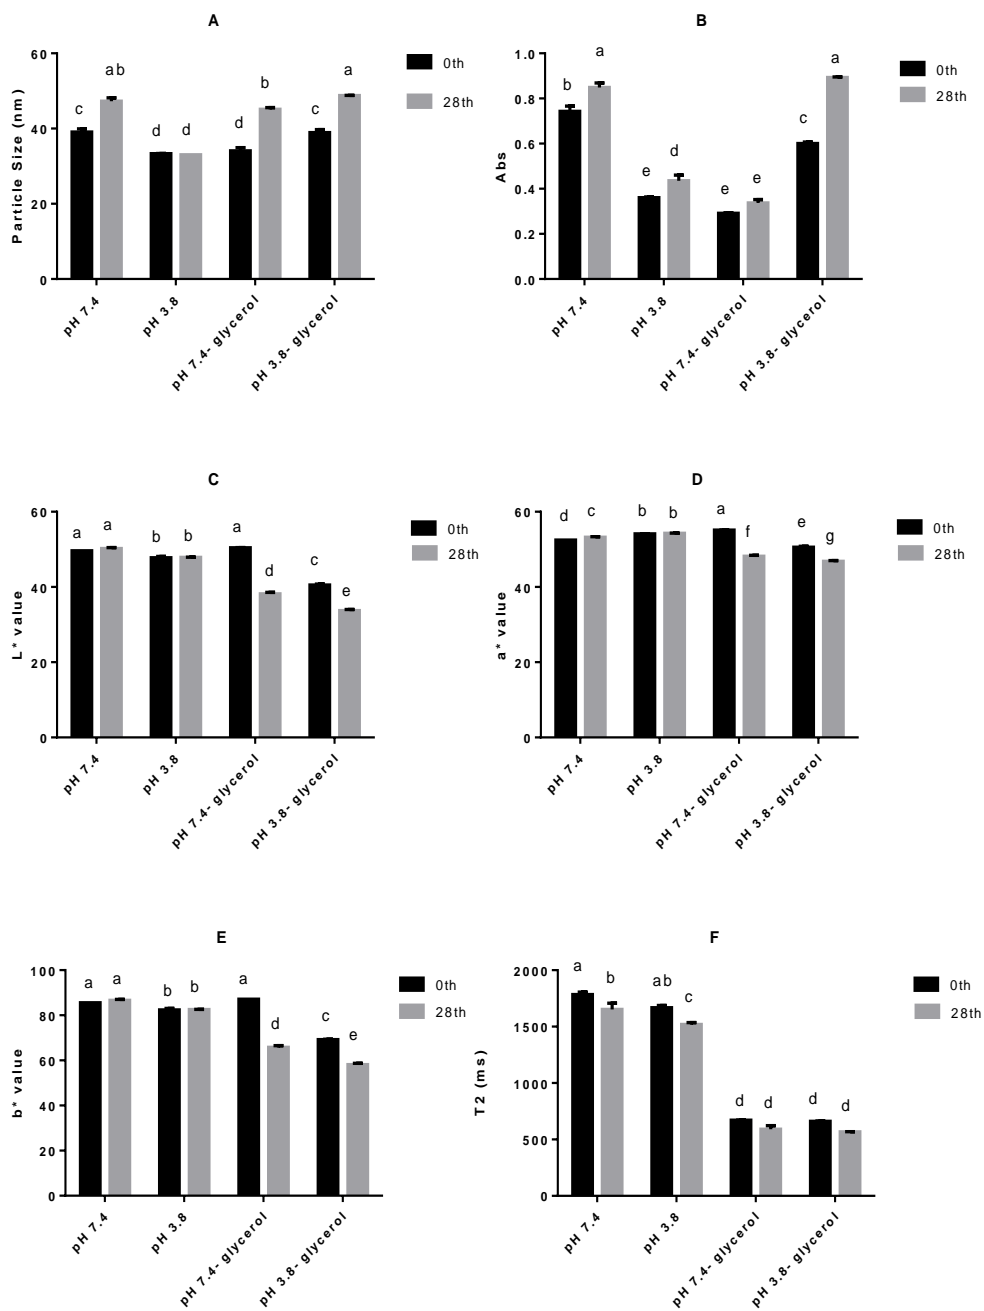 A
60
40
20
0
Particle Size (nm)
c
ab
d
d
d
b
c
a
0th
28th
pH 7.4
pH 3.8
pH 7.4- glycerol
pH 3.8- glycerol
B
1.0
0.8
0.6
0.4
0.2
0.0
Abs
b
a
e
d
e
e
c
a
0th
28th
pH 7.4
pH 3.8
pH 7.4- glycerol
pH 3.8- glycerol
C
60
40
20
0
L* value
a
a
b
b
a
d
c
e
0th
28th
pH 7.4
pH 3.8
pH 7.4- glycerol
pH 3.8- glycerol
D
60
40
20
0
a* value
d
c
b
b
a
f
e
g
0th
28th
pH 7.4
pH 3.8
pH 7.4- glycerol
pH 3.8- glycerol
E
100
80
60
40
20
0
b* value
a
a
b
b
a
d
c
e
0th
28th
pH 7.4
pH 3.8
pH 7.4- glycerol
pH 3.8- glycerol
F
2000
1500
1000
500
0
T2 (ms)
a
b
ab
c
d
d
d
d
0th
28th
pH 7.4
pH 3.8
pH 7.4- glycerol
pH 3.8- glycerol